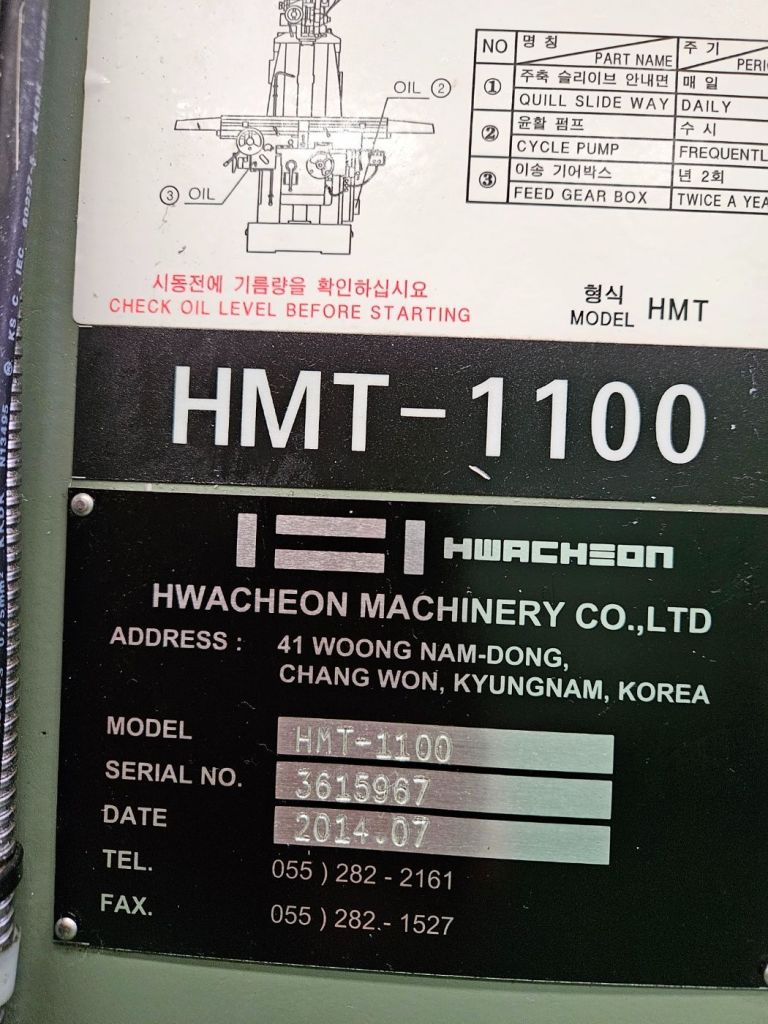 OIL ②
③ OIL
NO 명 칭 PART NAME 주 기
① 주축 슬리이브 안내면 매 일
QUILL SLIDE WAY DAILY
② 윤활 펌프 수 시
CYCLE PUMP
③ 이송 기어박스 년 2회
FEED GEAR BOX TWICE A
시동전에 기름량을 확인하십시요
CHECK OIL LEVEL BEFORE STARTING
형식
MODEL HMT
HMT-1100
HWACHEON
HWACHEON MACHINERY CO.,LTD
ADDRESS : 41 WOONG NAM-DONG,
CHANG WON, KYUNGNAM, KOREA
MODEL HMT-1100
SERIAL NO. 3615967
DATE 2014.07
TEL. 055 ) 282 - 2161
FAX. 055 ) 282 - 1527